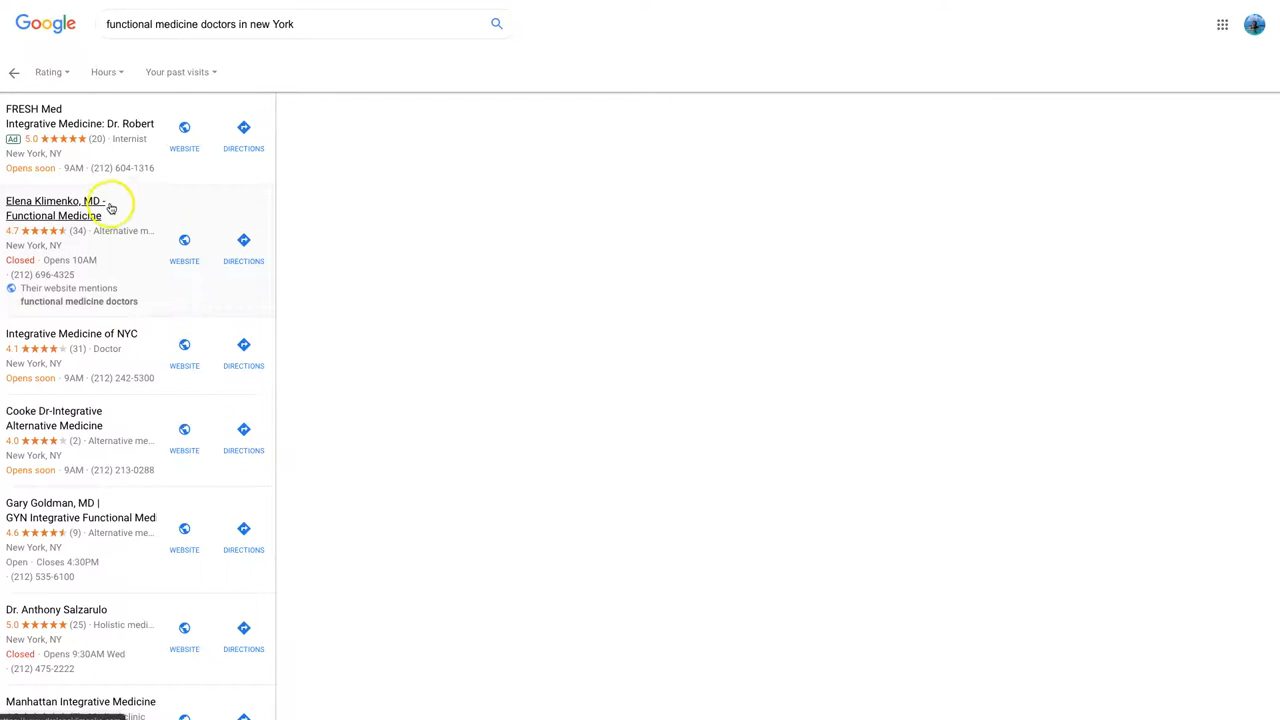 Google
functional medicine doctors in new York
Rating
Hours
Your past visits
FRESH Med
Integrative Medicine: Dr. Robert
Ad 5.0 (20) · Internist
New York, NY
Opens soon · 9AM · (212) 604-1316
WEBSITE
DIRECTIONS
Elena Klimenko, MD -
Functional Medicine
4.7 (34) · Alternative m...
New York, NY
Closed · Opens 10AM
· (212) 696-4325
Their website mentions
functional medicine doctors
WEBSITE
DIRECTIONS
Integrative Medicine of NYC
4.1 (31) · Doctor
New York, NY
Opens soon · 9AM · (212) 242-5300
WEBSITE
DIRECTIONS
Cooke Dr-Integrative
Alternative Medicine
4.0 (2) · Alternative me...
New York, NY
Opens soon · 9AM · (212) 213-0288
WEBSITE
DIRECTIONS
Gary Goldman, MD |
GYN Integrative Functional Medi
4.6 (9) · Alternative me...
New York, NY
Open · Closes 4:30PM
· (212) 535-6100
WEBSITE
DIRECTIONS
Dr. Anthony Salzarulo
5.0 (25) · Holistic medi...
New York, NY
Closed · Opens 9:30AM Wed
· (212) 475-2222
WEBSITE
DIRECTIONS
Manhattan Integrative Medicine